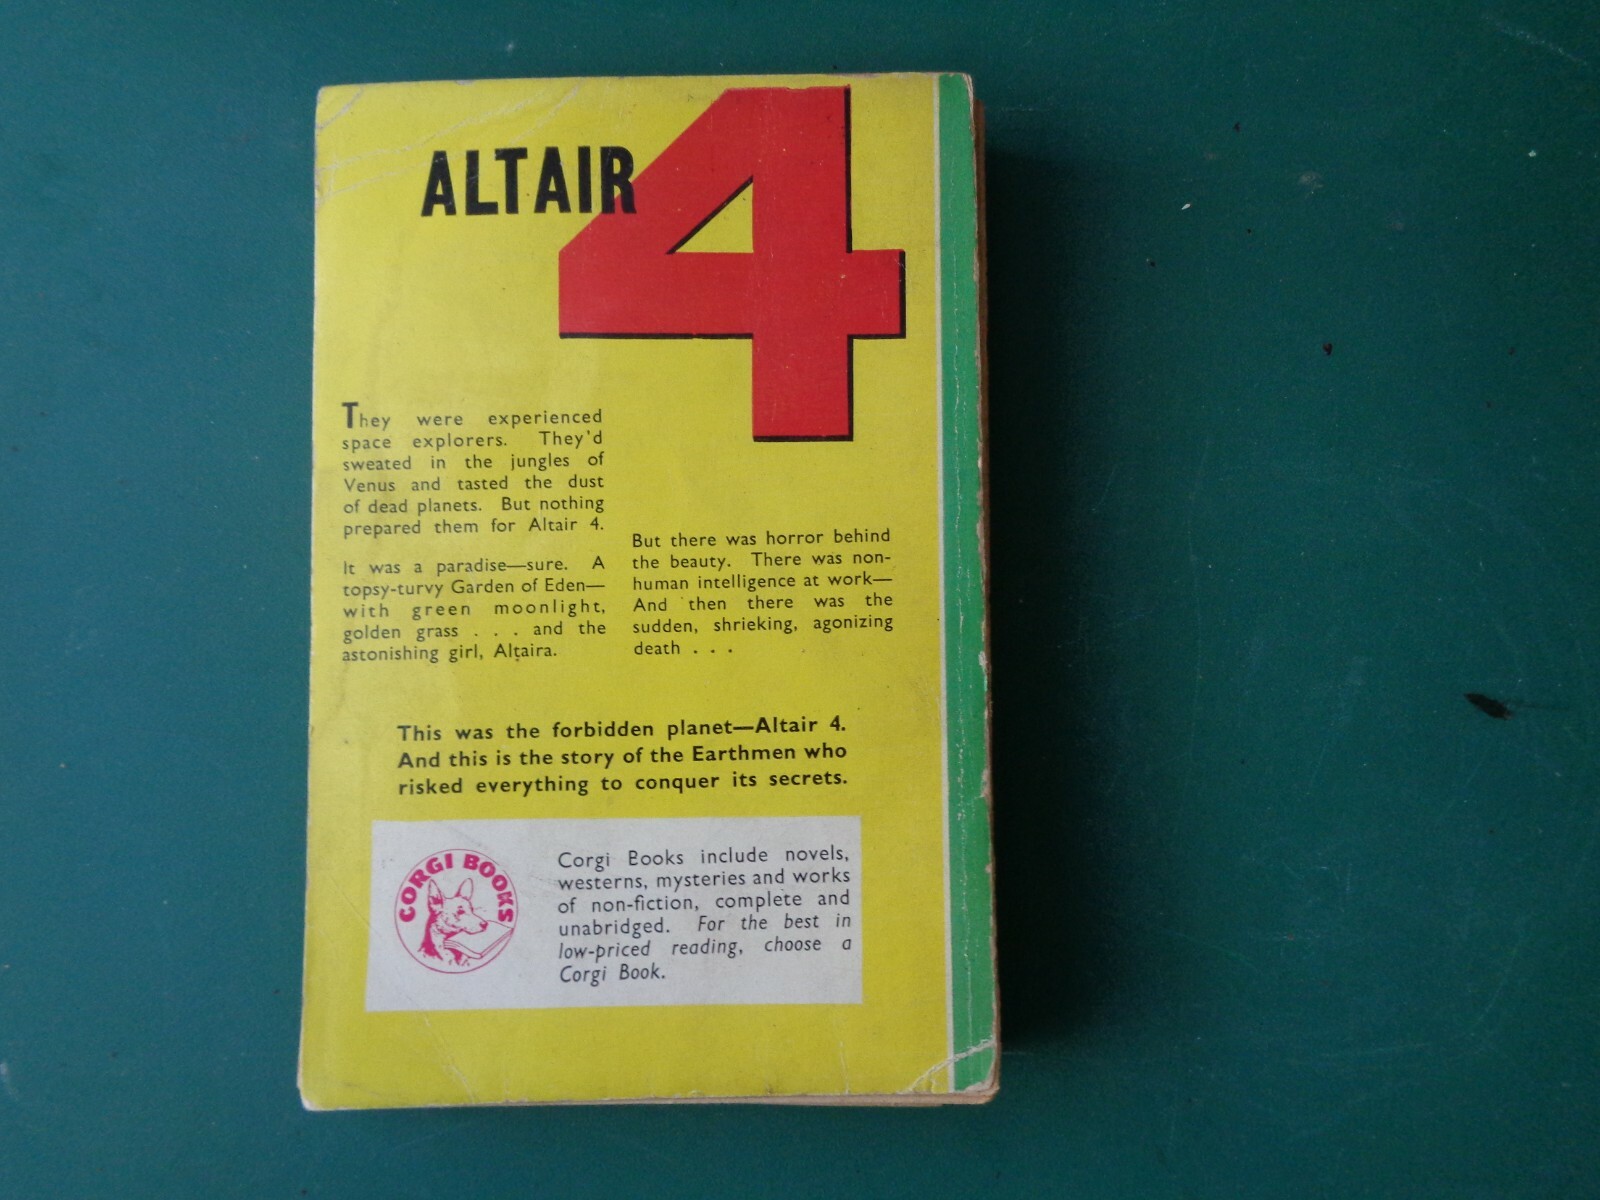 ALTAIR 4
They were experienced
space explorers. They'd
sweated in the jungles of
Venus and tasted the dust
of dead planets. But nothing
prepared them for Altair 4.
It was a paradise—sure. A
topsy-turvy Garden of Eden—
with green moonlight,
golden grass . . . and the
astonishing girl, Altaira.
But there was horror behind
the beauty. There was non-
human intelligence at work—
And then there was the
sudden, shrieking, agonizing
death . . .
This was the forbidden planet—Altair 4.
And this is the story of the Earthmen who
risked everything to conquer its secrets.
CORGI BOOKS
Corgi Books include novels,
westerns, mysteries and works
of non-fiction, complete and
unabridged. For the best in
low-priced reading, choose a
Corgi Book.